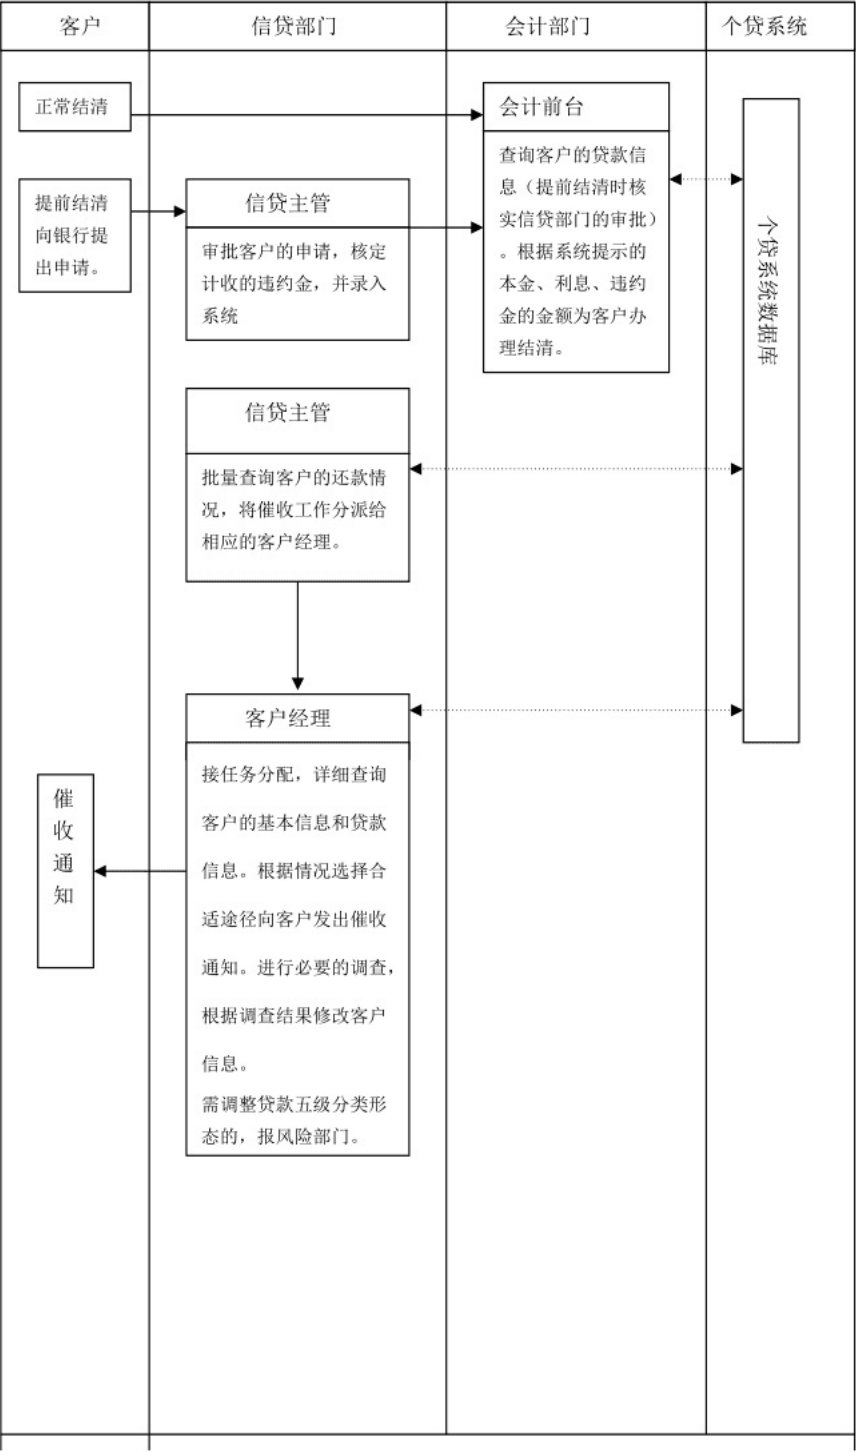 客户
信贷部门
会计部门
个贷系统
正常结清
会计前台
查询客户的贷款信
息（提前结清时核
实信贷部门的审批）
。根据系统提示的
本金、利息、违约
金的金额为客户办
理结清。
提前结清
向银行提
出申请。
信贷主管
审批客户的申请，核定
计收的违约金，并录入
系统
个贷系统数据库
信贷主管
批量查询客户的还款情
况，将催收工作分派给
相应的客户经理。
客户经理
接任务分配，详细查询
客户的基本信息和贷款
信息。根据情况选择合
适途径向客户发出催收
通知。进行必要的调查，
根据调查结果修改客户
信息。
需调整贷款五级分类形
态的，报风险部门。
催
收
通
知